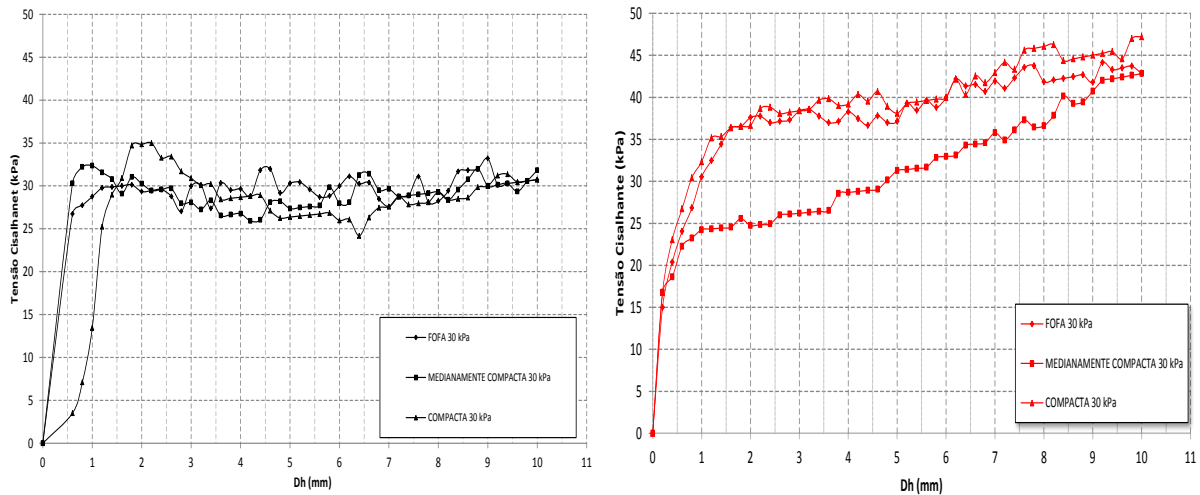 50
45
40
35
30
25
20
15
10
5
0
Tensão Cisalhanet (kPa)
FOFA 30 kPa
MEDIANAMENTE COMPACTA 30 kPa
COMPACTA 30 kPa
0 1 2 3 4 5 6 7 8 9 10 11
Dh (mm)
50
45
40
35
30
25
20
15
10
5
0
Tensão Cisalhante (kPa)
FOFA 30 kPa
MEDIANAMENTE COMPACTA 30 kPa
COMPACTA 30 kPa
0 1 2 3 4 5 6 7 8 9 10 11
Dh (mm)